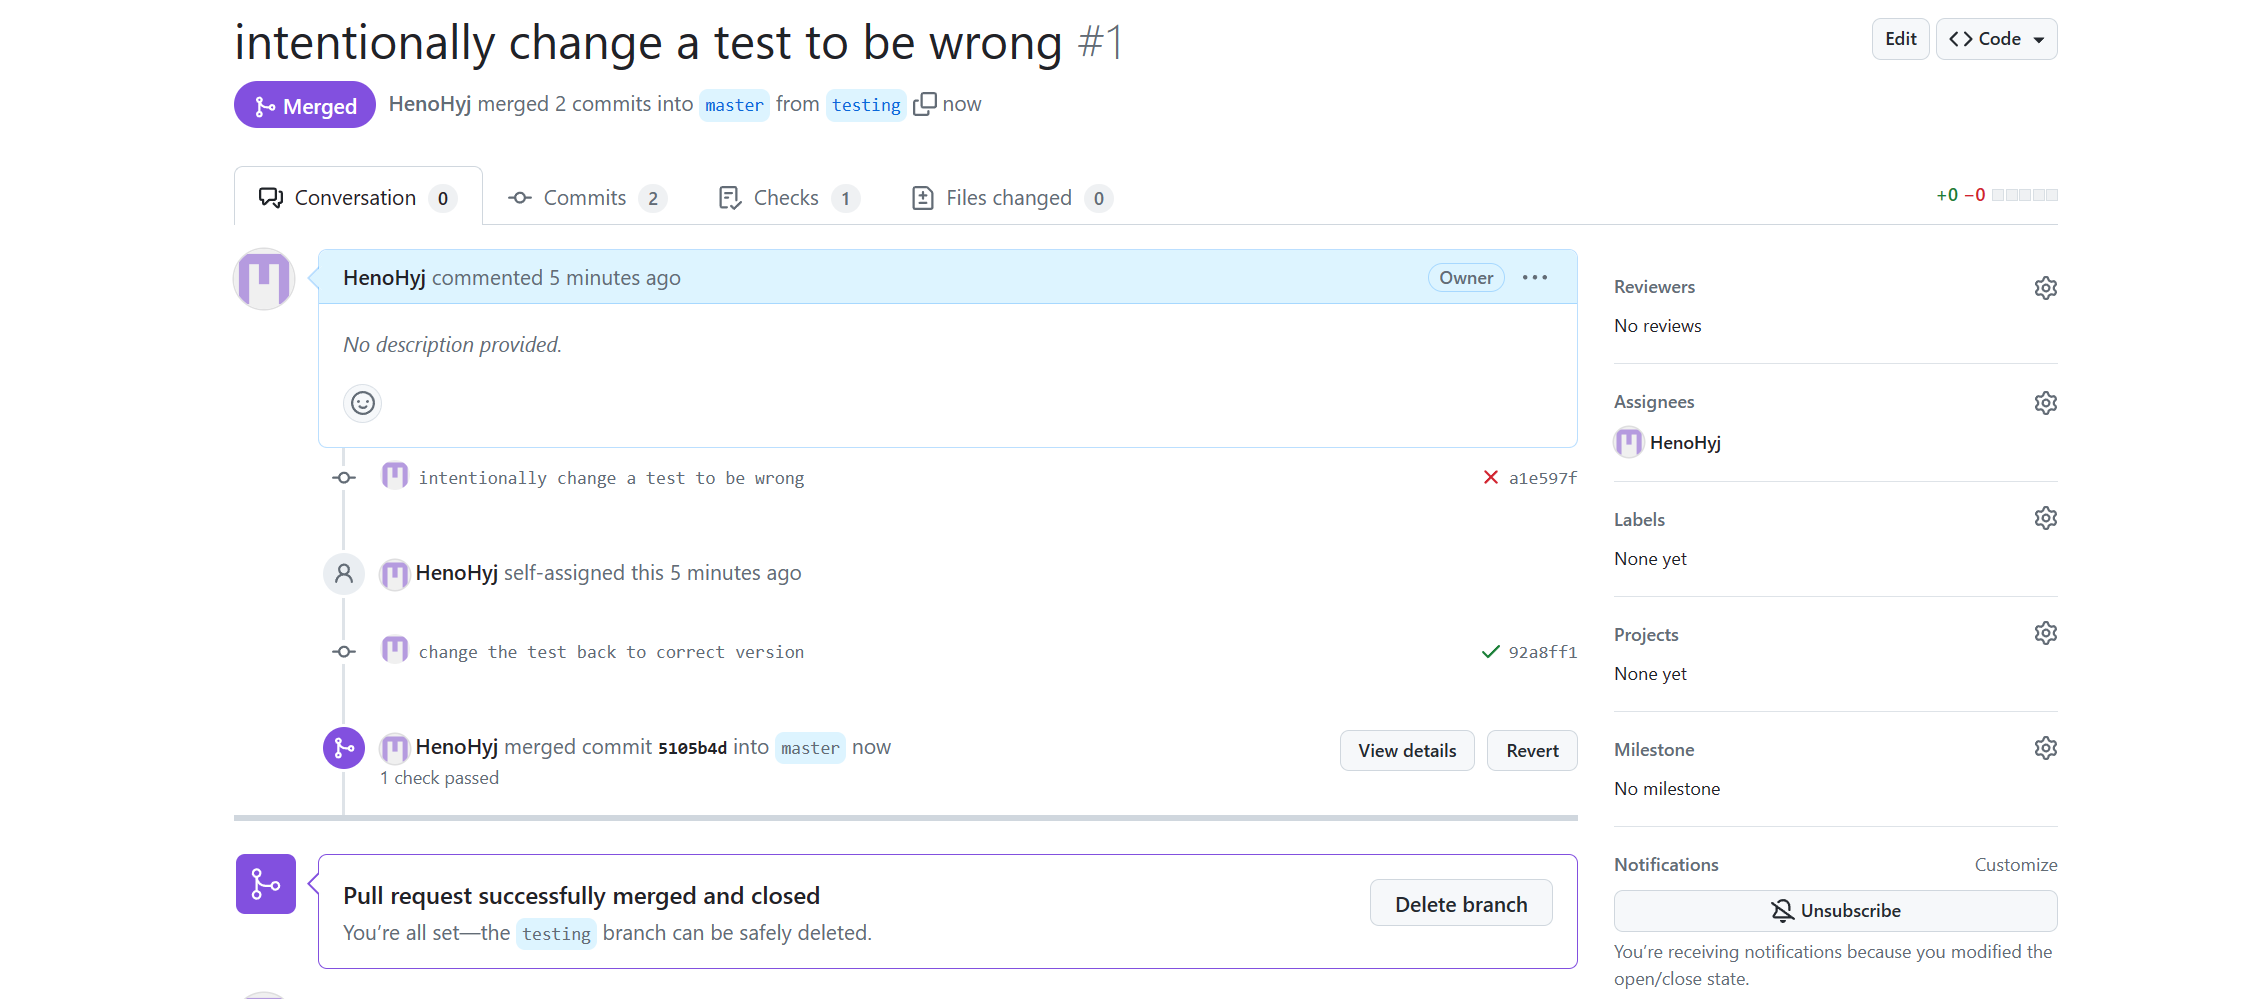 intentionally change a test to be wrong #1
Edit
Code
Merged
HenoHyj merged 2 commits into master from testing now
Conversation 0
Commits 2
Checks 1
Files changed 0
+0 −0
HenoHyj commented 5 minutes ago
Owner
No description provided.
intentionally change a test to be wrong
a1e597f
HenoHyj self-assigned this 5 minutes ago
change the test back to correct version
92a8ff1
HenoHyj merged commit 5105b4d into master now
1 check passed
View details
Revert
Pull request successfully merged and closed
You’re all set—the testing branch can be safely deleted.
Delete branch
Reviewers
No reviews
Assignees
HenoHyj
Labels
None yet
Projects
None yet
Milestone
No milestone
Notifications
Customize
Unsubscribe
You’re receiving notifications because you modified the
open/close state.